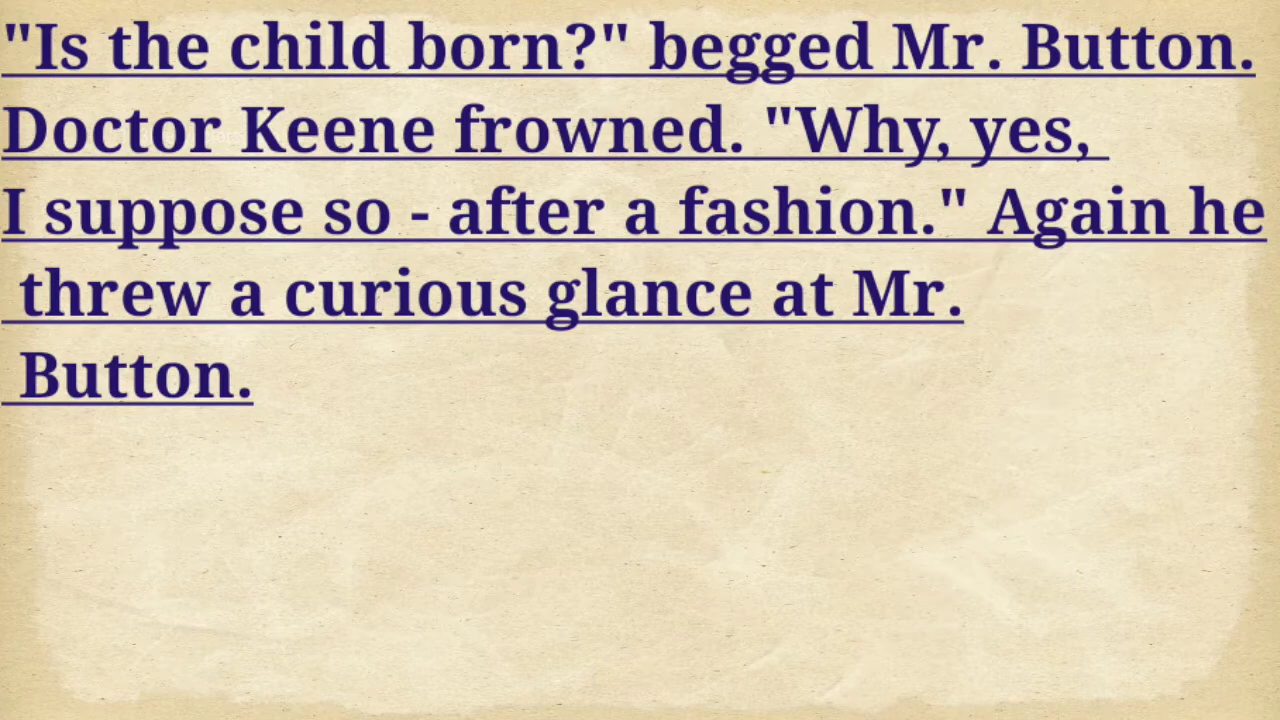 "Is the child born?" begged Mr. Button.
Doctor Keene frowned. "Why, yes,
I suppose so - after a fashion." Again he
threw a curious glance at Mr.
Button.